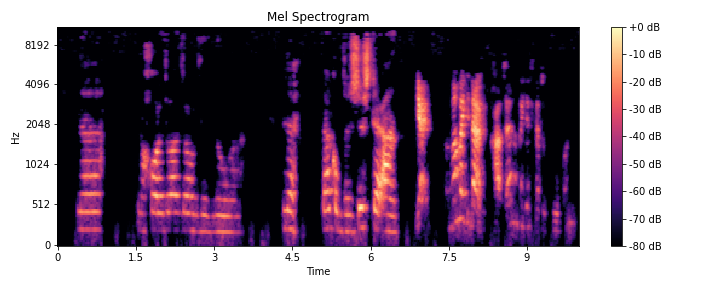 Mel Spectrogram
+0 dB
8192
-10 dB
4096
-20 dB
-30 dB
2048
Hz
-40 dB
1024
-50 dB
512
-60 dB
-70 dB
0
-80 dB
0
1.5
3
4.5
6
7.5
9
Time